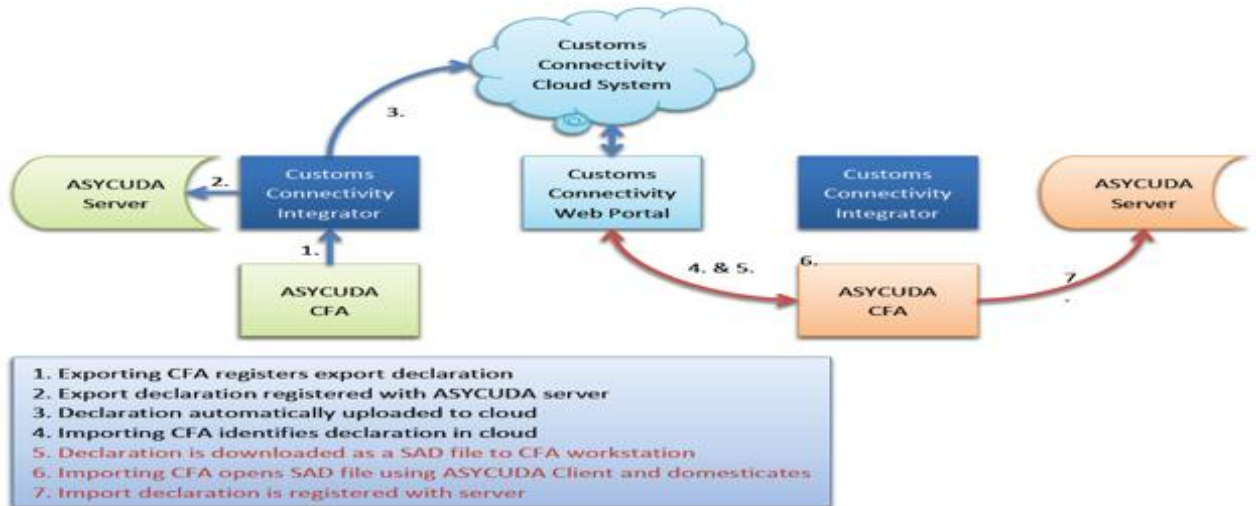 Customs
Connectivity
Cloud System
3.
ASYCUDA
Server
2.
Customs
Connectivity
Integrator
Customs
Connectivity
Web Portal
Customs
Connectivity
Integrator
ASYCUDA
Server
1.
ASYCUDA
CFA
4. & 5.
6.
ASYCUDA
CFA
7
.
1. Exporting CFA registers export declaration
2. Export declaration registered with ASYCUDA server
3. Declaration automatically uploaded to cloud
4. Importing CFA identifies declaration in cloud
5. Declaration is downloaded as a SAD file to CFA workstation
6. Importing CFA opens SAD file using ASYCUDA Client and domesticates
7. Import declaration is registered with server